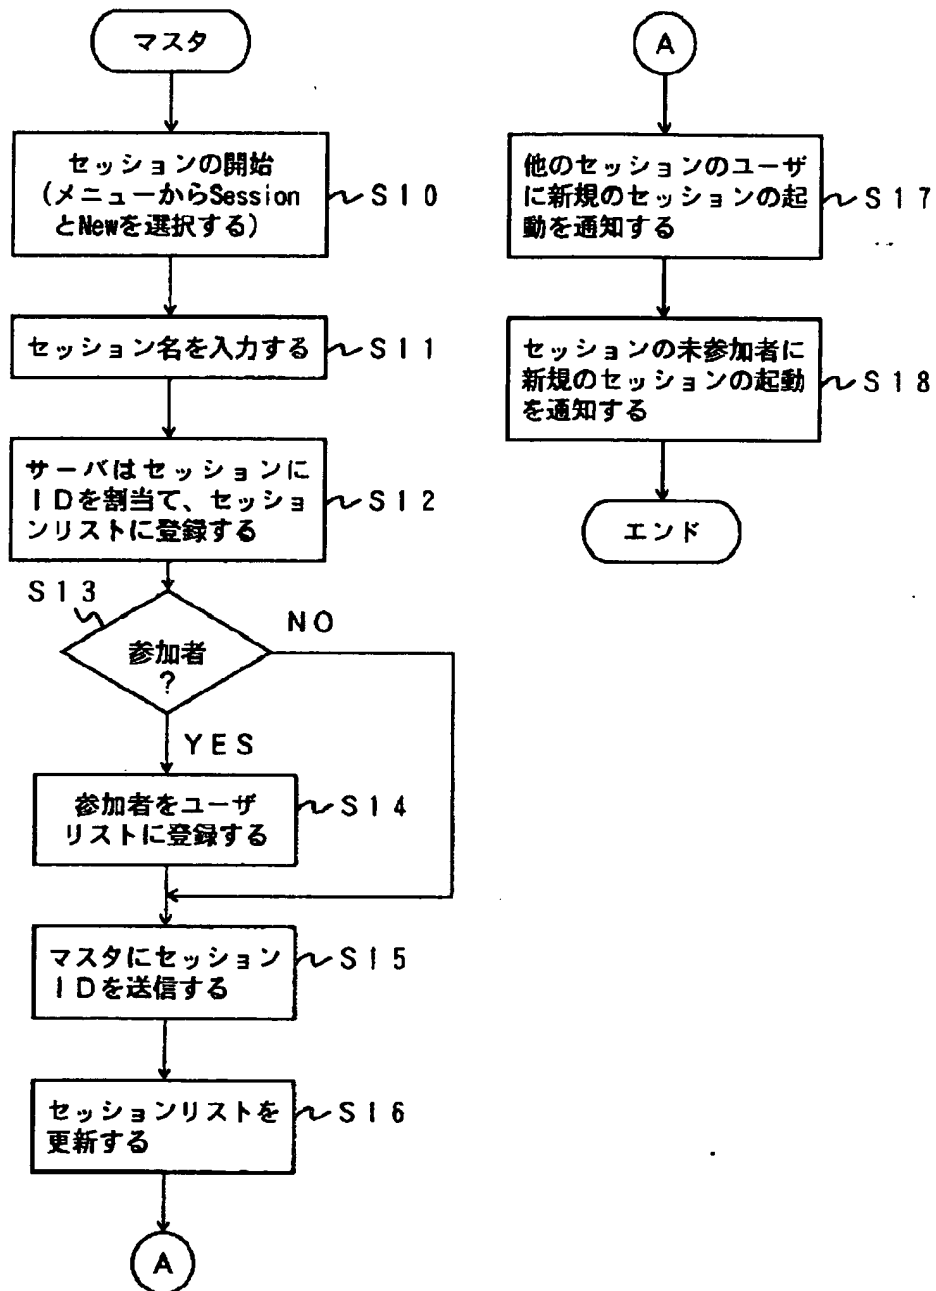 マスタ
セッションの開始
(メニューからSession
とNewを選択する)
S10
セッション名を入力する
S11
サーバはセッションに
IDを割当て、セッショ
ンリストに登録する
S12
S13
参加者
?
NO
YES
参加者をユーザ
リストに登録する
S14
マスタにセッション
IDを送信する
S15
セッションリストを
更新する
S16
A
A
他のセッションのユーザ
に新規のセッションの起
動を通知する
S17
セッションの未参加者に
新規のセッションの起動
を通知する
S18
エンド